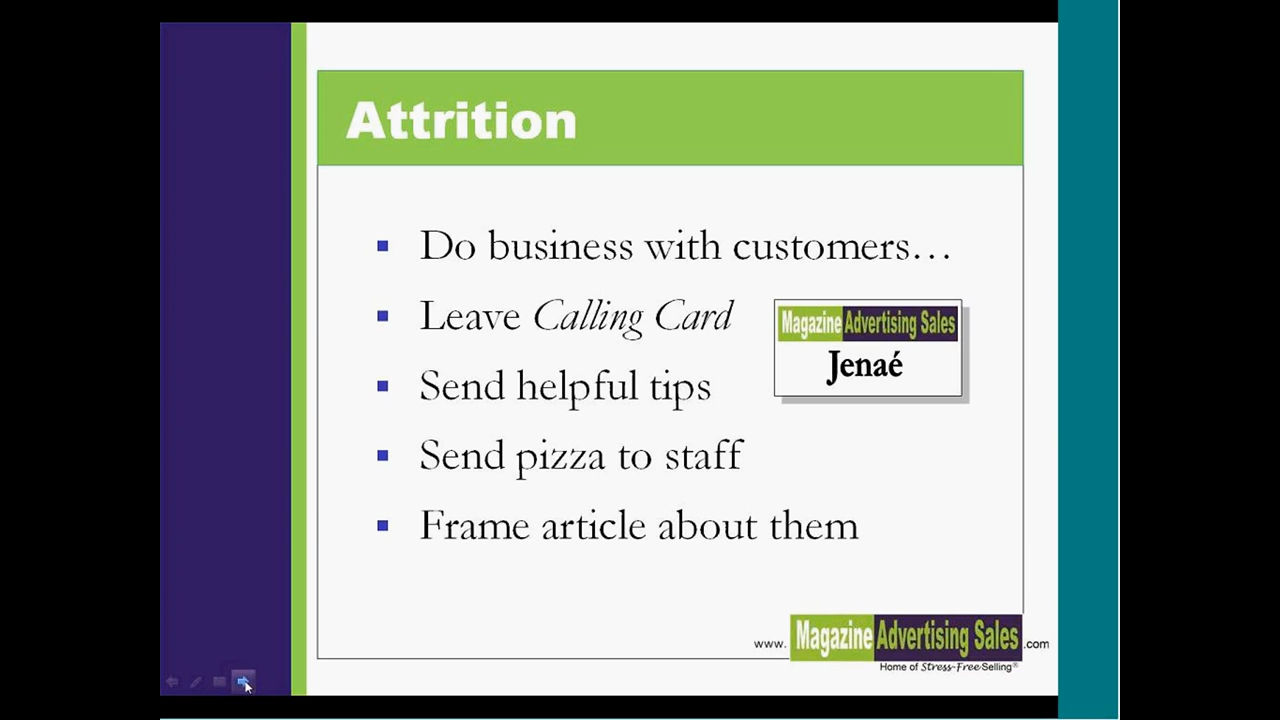 Attrition
Do business with customers…
Leave Calling Card
Magazine Advertising Sales
Jenaé
Send helpful tips
Send pizza to staff
Frame article about them
www. Magazine Advertising Sales .com
Home of Stress-Free Selling®